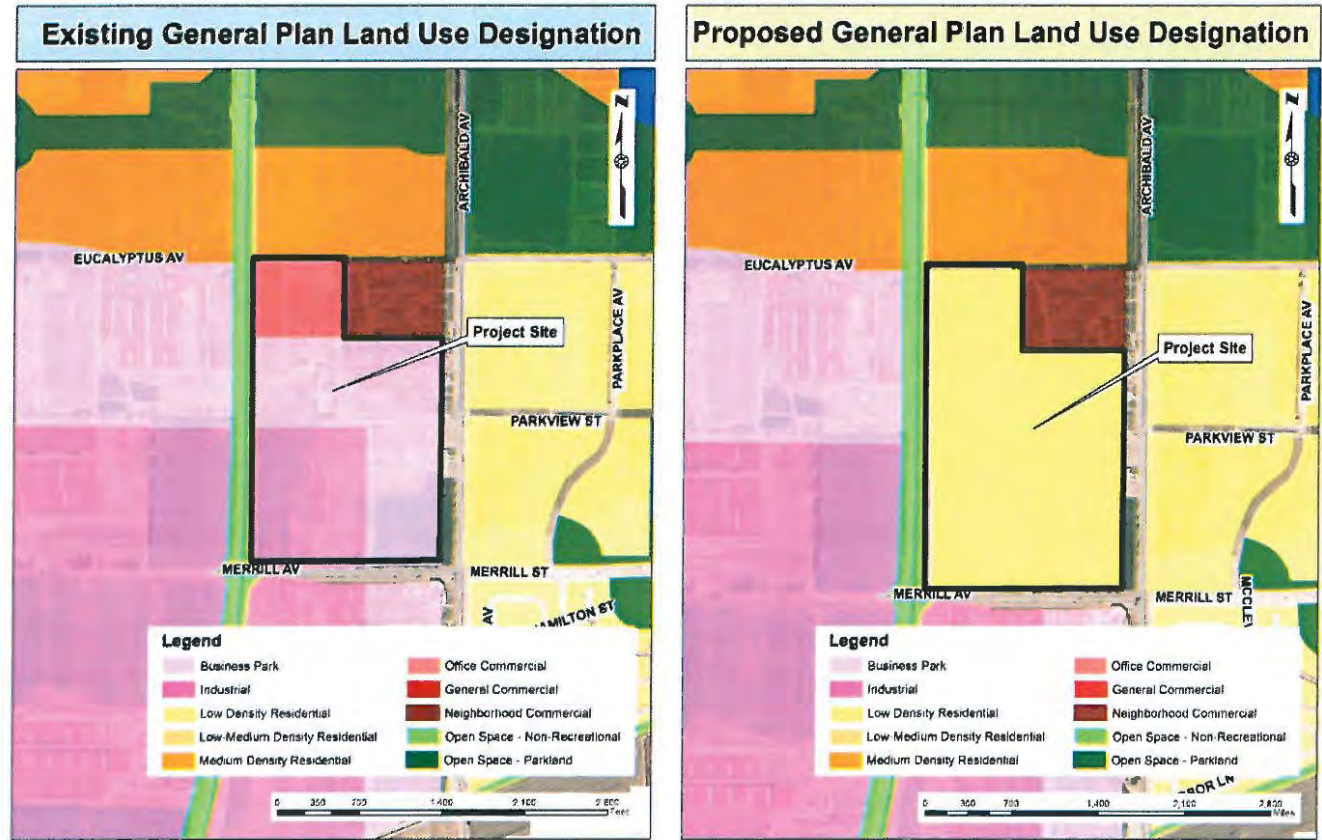 Existing General Plan Land Use Designation
N
ARCHIBALD AV
EUCALYPTUS AV
Project Site
PARKPLACE AV
PARKVIEW ST
MERRILL AV
MERRILL ST
AV
HAMILTON ST
Legend
Business Park
Industrial
Low Density Residential
Low-Medium Density Residential
Medium Density Residential
Office Commercial
General Commercial
Neighborhood Commercial
Open Space - Non-Recreational
Open Space - Parkland
0 350 700 1,400 2,100 2,800
Feet
Proposed General Plan Land Use Designation
N
ARCHIBALD AV
EUCALYPTUS AV
Project Site
PARKPLACE AV
PARKVIEW ST
MERRILL AV
MERRILL ST
Legend
Business Park
Industrial
Low Density Residential
Low-Medium Density Residential
Medium Density Residential
Office Commercial
General Commercial
Neighborhood Commercial
Open Space - Non-Recreational
Open Space - Parkland
LN
0 350 700 1,400 2,100 2,800
Miles